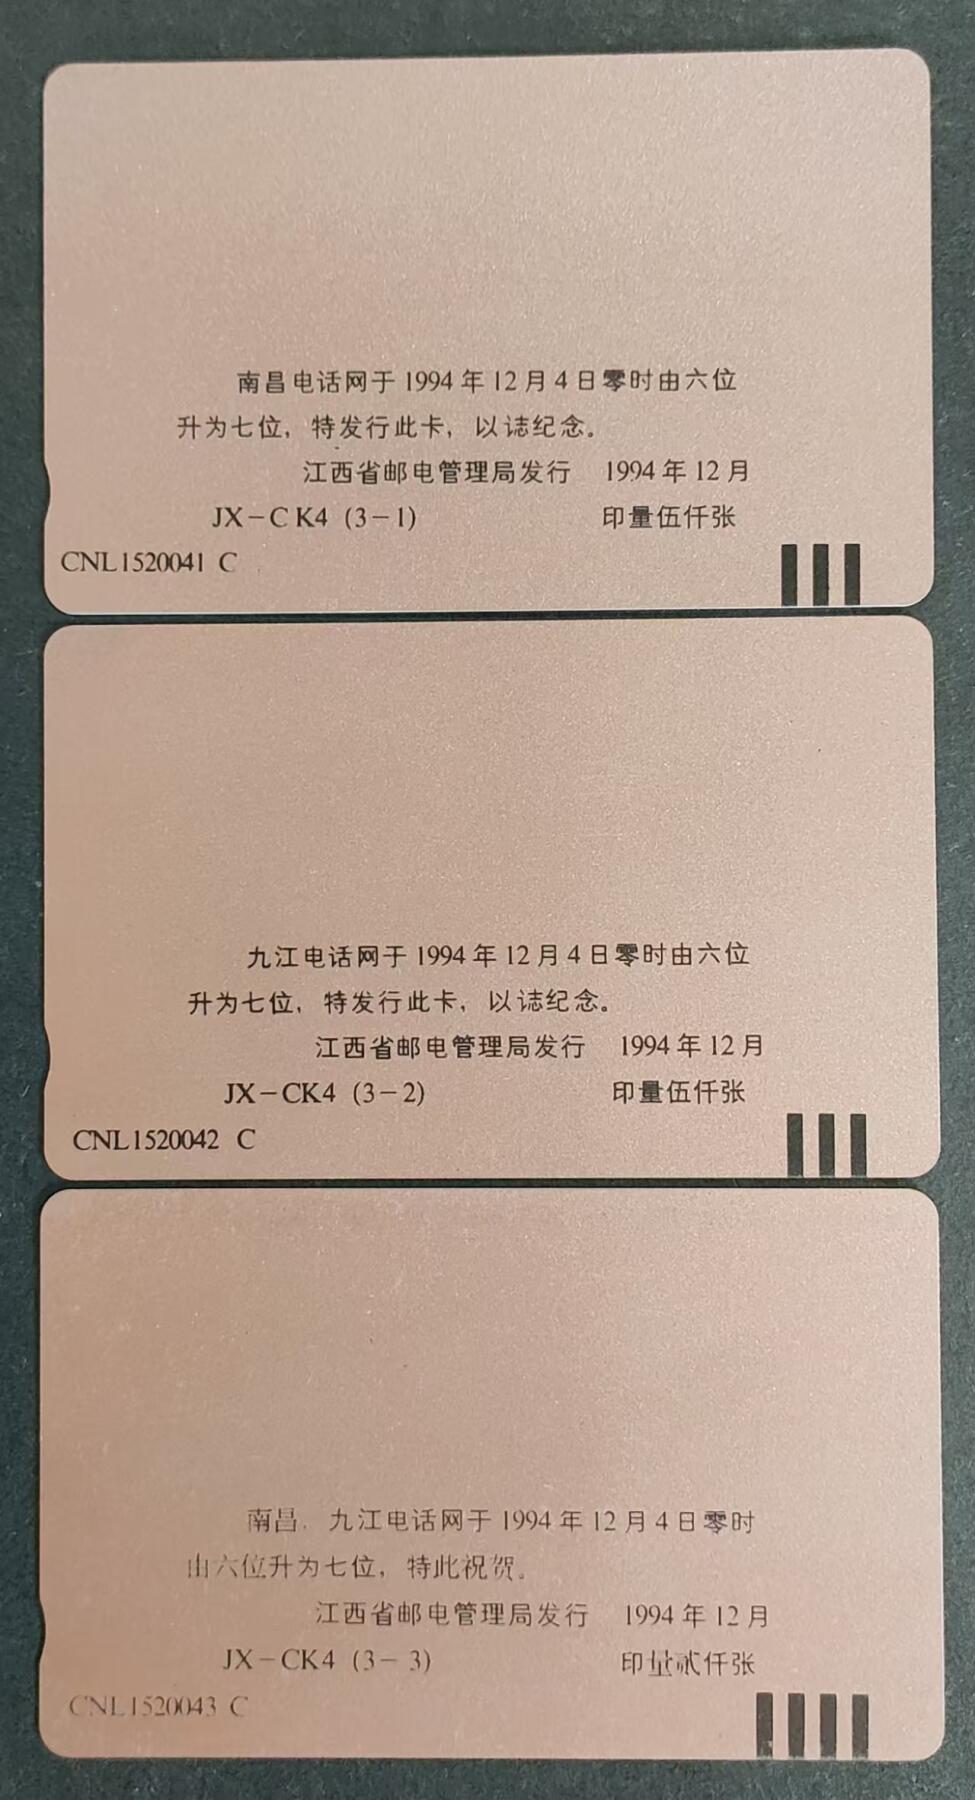 南昌电话网于1994年12月4日零时由六位
升为七位，特发行此卡，以誌纪念。
江西省邮电管理局发行 1994年12月
JX-CK4 (3-1) 印量伍仟张
CNL1520041 C
九江电话网于1994年12月4日零时由六位
升为七位，特发行此卡，以誌纪念。
江西省邮电管理局发行 1994年12月
JX-CK4 (3-2) 印量伍仟张
CNL1520042 C
南昌、九江电话网于1994年12月4日零时
由六位升为七位，特此祝贺。
江西省邮电管理局发行 1994年12月
JX-CK4 (3-3) 印量贰仟张
CNL1520043 C